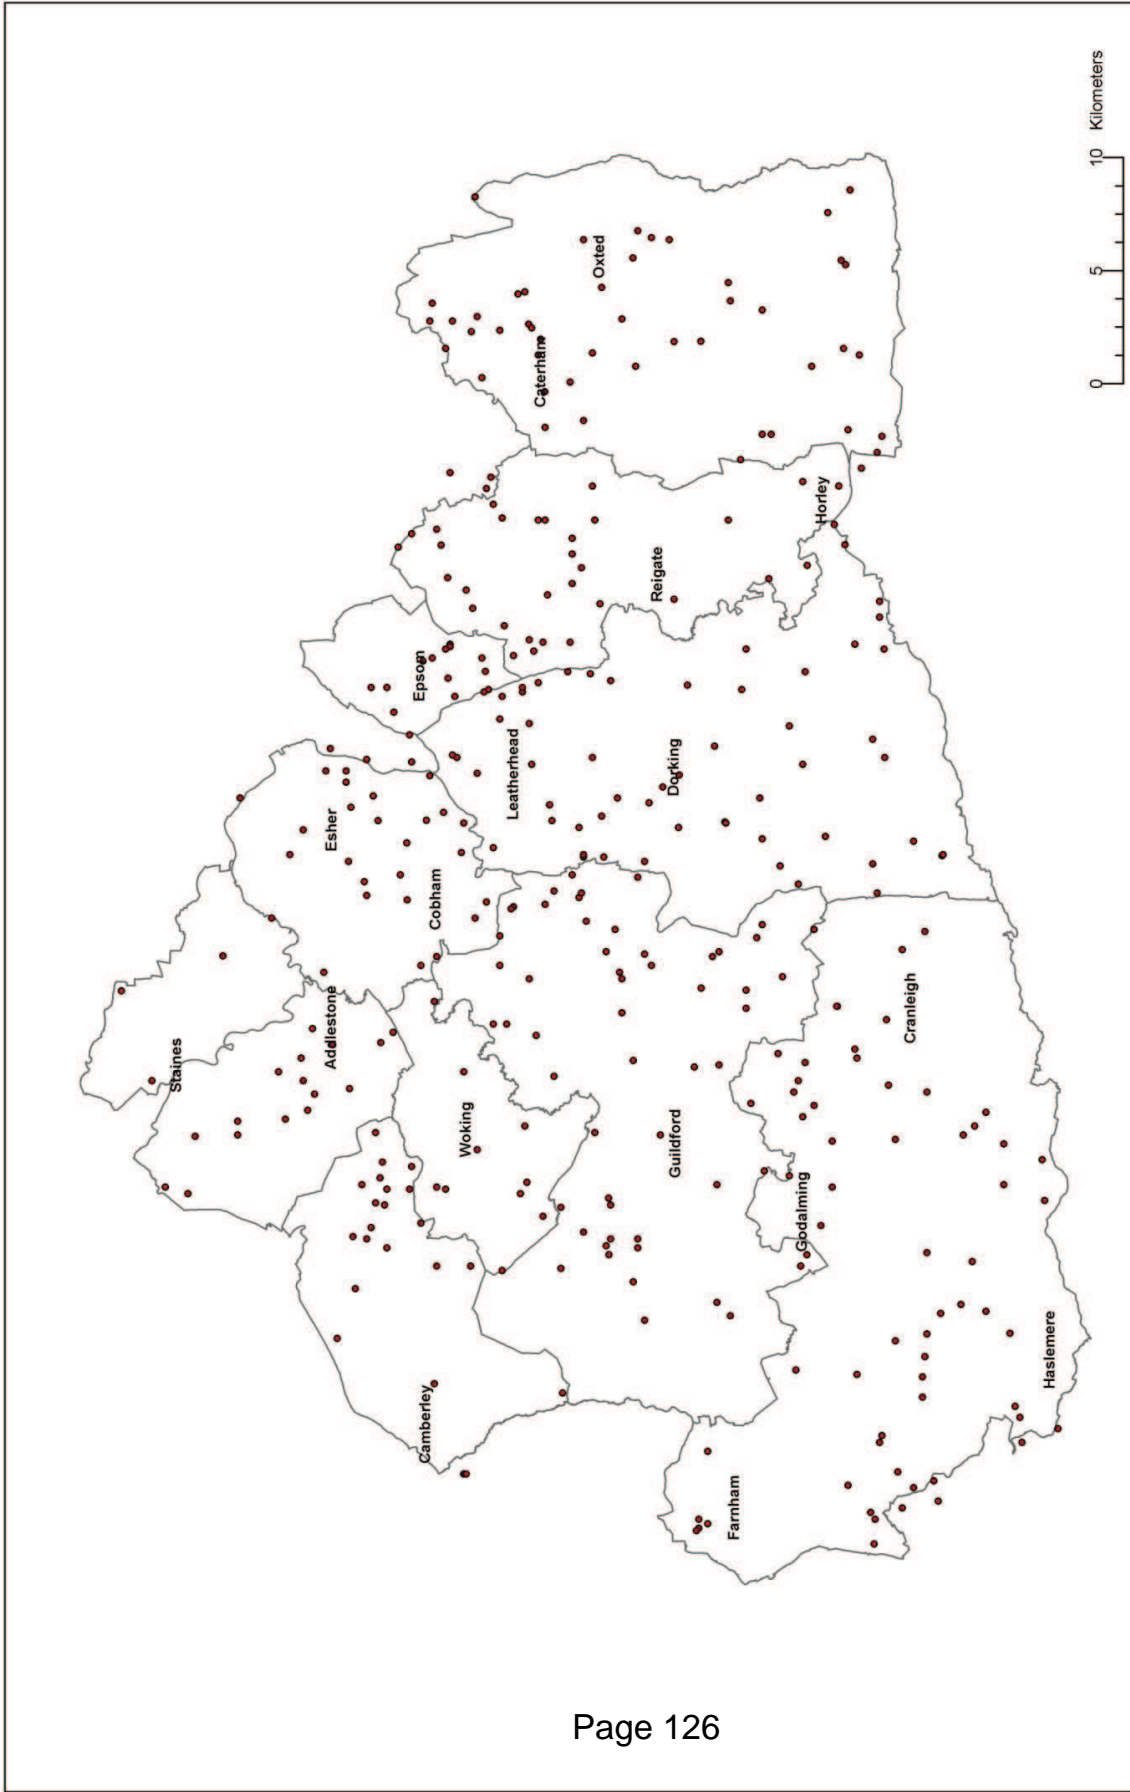 Staines
Addlestone
Esher
Epsom
Camberley
Woking
Cobham
Leatherhead
Caterham
Oxted
Reigate
Dorking
Guildford
Farnham
Godalming
Horley
Cranleigh
Haslemere
0 5 10 Kilometers
Page 126